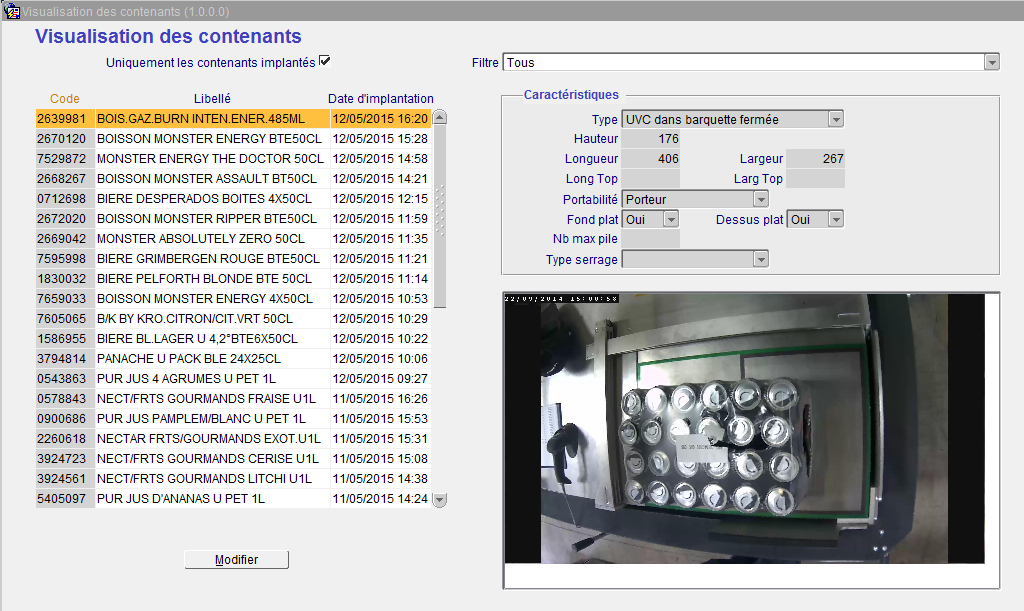 Visualisation des contenants (1.0.0.0)
Visualisation des contenants
Uniquement les contenants implantés
Filtre Tous
Code Libellé Date d'implantation
2639981 BOIS.GAZ.BURN INTEN.ENER.485ML 12/05/2015 16:20
2670120 BOISSON MONSTER ENERGY BTE50CL 12/05/2015 15:28
7529872 MONSTER ENERGY THE DOCTOR 50CL 12/05/2015 14:58
2668267 BOISSON MONSTER ASSAULT BT50CL 12/05/2015 14:21
0712698 BIERE DESPERADOS BOITES 4X50CL 12/05/2015 12:15
2672020 BOISSON MONSTER RIPPER BTE50CL 12/05/2015 11:59
2669042 MONSTER ABSOLUTELY ZERO 50CL 12/05/2015 11:35
7595998 BIERE GRIMBERGEN ROUGE BTE50CL 12/05/2015 11:21
1830032 BIERE PELFORTH BLONDE BTE 50CL 12/05/2015 11:14
7659033 BOISSON MONSTER ENERGY 4X50CL 12/05/2015 10:53
7605065 B/K BY KRO.CITRON/CIT.VRT 50CL 12/05/2015 10:29
1586955 BIERE BL.LAGER U 4,2°BTE6X50CL 12/05/2015 10:22
3794814 PANACHE U PACK BLE 24X25CL 12/05/2015 10:06
0543863 PUR JUS 4 AGRUMES U PET 1L 12/05/2015 09:27
0578843 NECT/FRTS GOURMANDS FRAISE U1L 11/05/2015 16:26
0900686 PUR JUS PAMPLEM/BLANC U PET 1L 11/05/2015 15:53
2260618 NECTAR FRTS/GOURMANDS EXOT.U1L 11/05/2015 15:31
3924723 NECT/FRTS GOURMANDS CERISE U1L 11/05/2015 15:08
3924561 NECT/FRTS GOURMANDS LITCHI U1L 11/05/2015 14:38
5405097 PUR JUS D'ANANAS U PET 1L 11/05/2015 14:24
Modifier
Caractéristiques
Type UVC dans barquette fermée
Hauteur 176
Longueur 406 Largeur 267
Long Top Larg Top
Portabilité Porteur
Fond plat Oui Dessus plat Oui
Nb max pile
Type serrage
22/09/2014 15:00:58